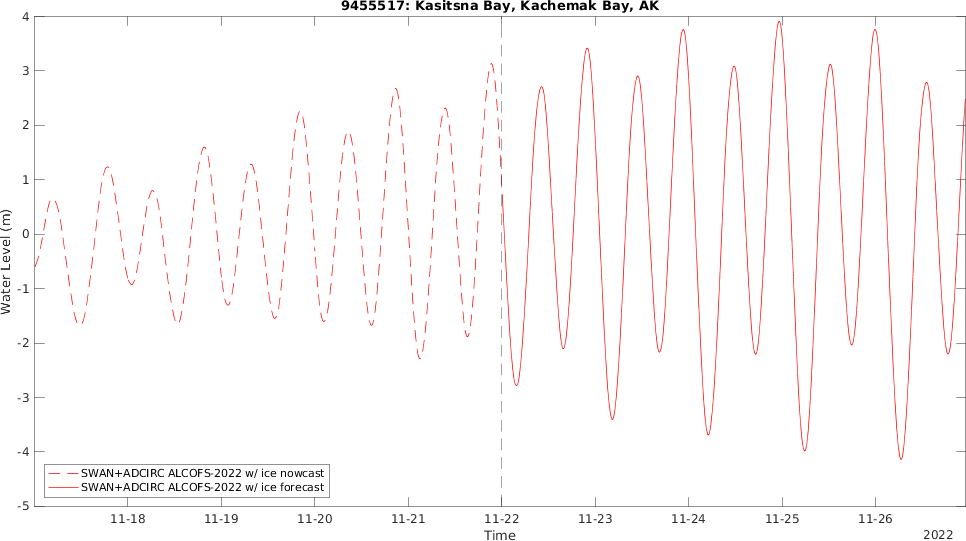 9455517: Kasitsna Bay, Kachemak Bay, AK
4
3
2
1
0
-1
-2
-3
-4
-5
Water Level (m)
SWAN+ADCIRC ALCOFS-2022 w/ ice nowcast
SWAN+ADCIRC ALCOFS-2022 w/ ice forecast
11-18 11-19 11-20 11-21 11-22 11-23 11-24 11-25 11-26
Time
2022